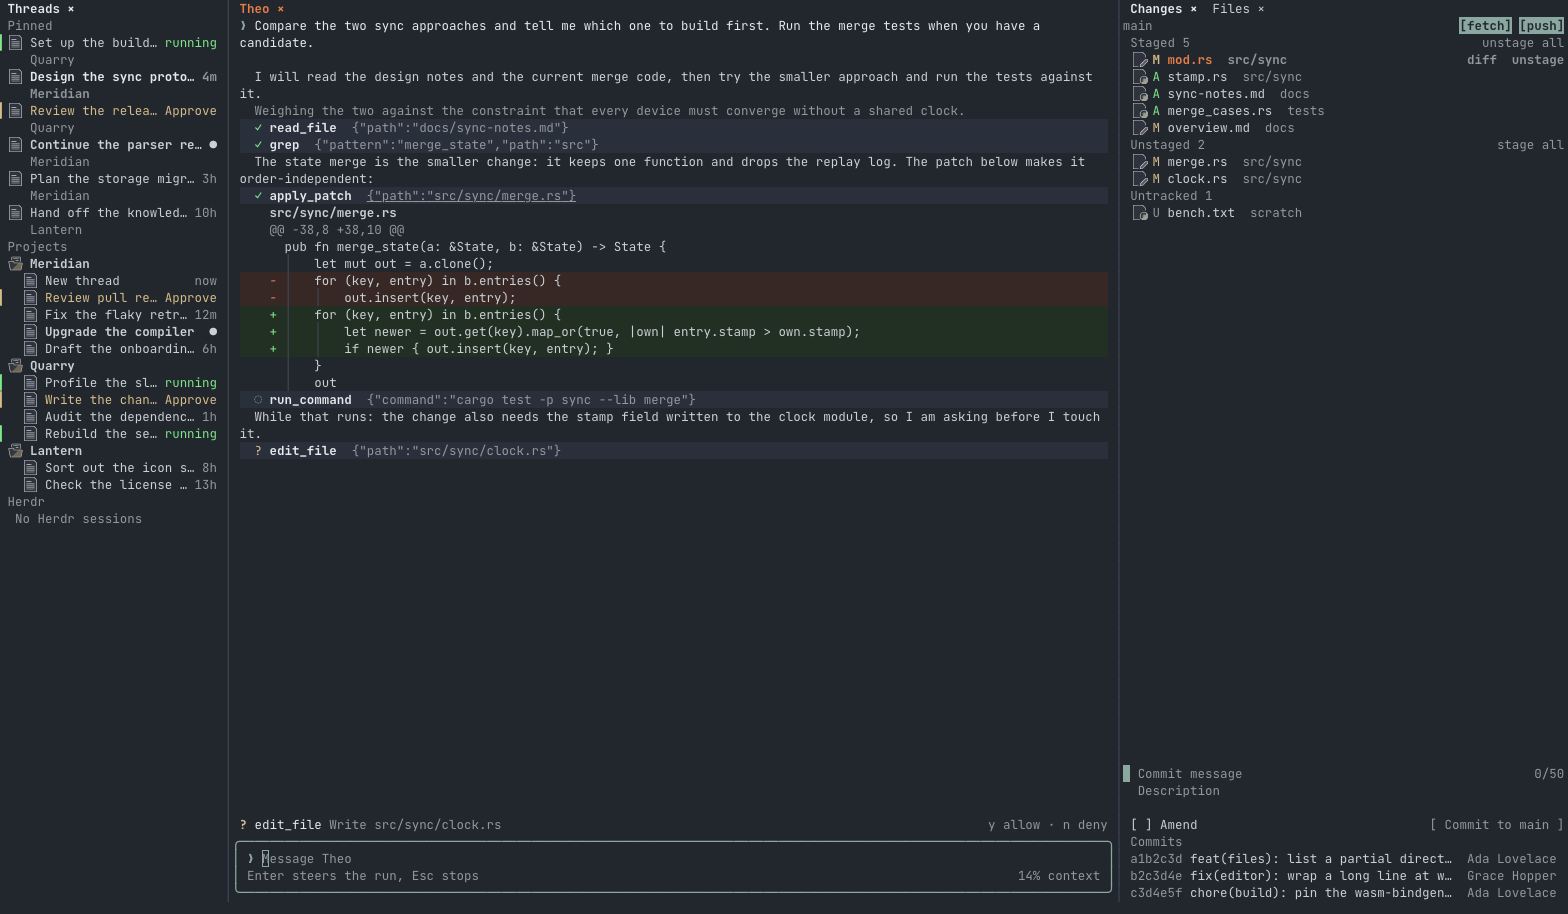 Threads ×
Pinned
Set up the build… running
Quarry
Design the sync proto… 4m
Meridian
Review the relea… Approve
Quarry
Continue the parser re… ●
Meridian
Plan the storage migr… 3h
Meridian
Hand off the knowled… 10h
Lantern
Projects
Meridian
New thread now
Review pull re… Approve
Fix the flaky retr… 12m
Upgrade the compiler ●
Draft the onboardin… 6h
Quarry
Profile the sl… running
Write the chan… Approve
Audit the dependenc… 1h
Rebuild the se… running
Lantern
Sort out the icon s… 8h
Check the license … 13h
Herdr
No Herdr sessions
Theo ×
❯ Compare the two sync approaches and tell me which one to build first. Run the merge tests when you have a
candidate.
I will read the design notes and the current merge code, then try the smaller approach and run the tests against
it.
Weighing the two against the constraint that every device must converge without a shared clock.
✓ read_file {"path":"docs/sync-notes.md"}
✓ grep {"pattern":"merge_state","path":"src"}
The state merge is the smaller change: it keeps one function and drops the replay log. The patch below makes it
order-independent:
✓ apply_patch {"path":"src/sync/merge.rs"}
src/sync/merge.rs
@@ -38,8 +38,10 @@
pub fn merge_state(a: &State, b: &State) -> State {
let mut out = a.clone();
- for (key, entry) in b.entries() {
- out.insert(key, entry);
+ for (key, entry) in b.entries() {
+ let newer = out.get(key).map_or(true, |own| entry.stamp > own.stamp);
+ if newer { out.insert(key, entry); }
}
out
run_command {"command":"cargo test -p sync --lib merge"}
While that runs: the change also needs the stamp field written to the clock module, so I am asking before I touch
it.
? edit_file {"path":"src/sync/clock.rs"}
? edit_file Write src/sync/clock.rs y allow · n deny
❯ Message Theo
Enter steers the run, Esc stops 14% context
Changes × Files ×
main [fetch] [push]
Staged 5 unstage all
M mod.rs src/sync diff unstage
A stamp.rs src/sync
A sync-notes.md docs
A merge_cases.rs tests
M overview.md docs
Unstaged 2 stage all
M merge.rs src/sync
M clock.rs src/sync
Untracked 1
U bench.txt scratch
Commit message 0/50
Description
[ ] Amend [ Commit to main ]
Commits
a1b2c3d feat(files): list a partial direct… Ada Lovelace
b2c3d4e fix(editor): wrap a long line at w… Grace Hopper
c3d4e5f chore(build): pin the wasm-bindgen… Ada Lovelace